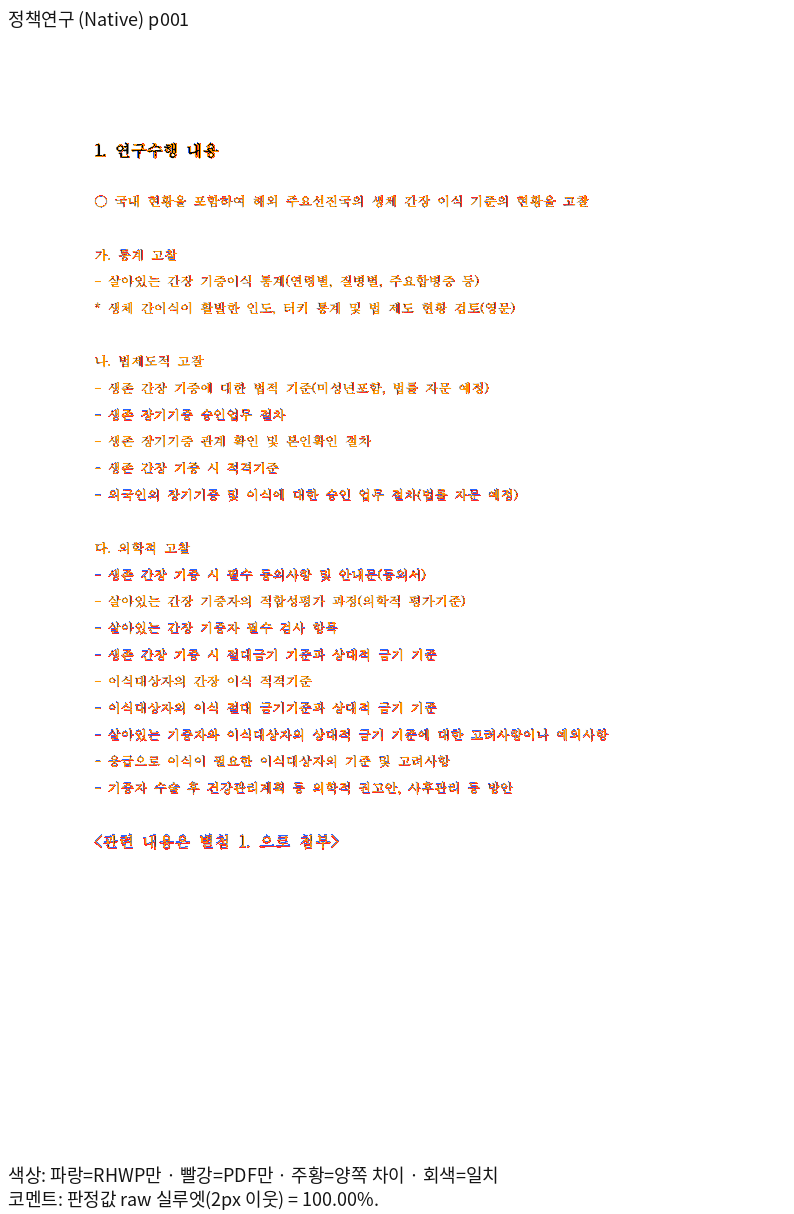 정책연구 (Native) p001
1. 연구수행 내용
○ 국내 현황을 포함하여 해외 주요선진국의 생체 간장 이식 기준의 현황을 고찰
가. 통계 고찰
- 살아있는 간장 기증이식 통계(연령별, 질병별, 주요합병증 등)
* 생체 간이식이 활발한 인도, 터키 통계 및 법 제도 현황 검토(영문)
나. 법제도적 고찰
- 생존 간장 기증에 대한 법적 기준(미성년포함, 법률 자문 예정)
- 생존 장기기증 승인업무 절차
- 생존 장기기증 관계 확인 및 본인확인 절차
- 생존 간장 기증 시 적격기준
- 외국인의 장기기증 및 이식에 대한 승인 업무 절차(법률 자문 예정)
다. 의학적 고찰
- 생존 간장 기증 시 필수 동의사항 및 안내문(동의서)
- 살아있는 간장 기증자의 적합성평가 과정(의학적 평가기준)
- 살아있는 간장 기증자 필수 검사 항목
- 생존 간장 기증 시 절대금기 기준과 상대적 금기 기준
- 이식대상자의 간장 이식 적격기준
- 이식대상자의 이식 절대 금기기준과 상대적 금기 기준
- 살아있는 기증자와 이식대상자의 상대적 금기 기준에 대한 고려사항이나 예외사항
- 응급으로 이식이 필요한 이식대상자의 기준 및 고려사항
- 기증자 수술 후 건강관리계획 등 의학적 권고안, 사후관리 등 방안
<관련 내용은 별첨 1. 으로 첨부>
색상: 파랑=RHWP만 · 빨강=PDF만 · 주황=양쪽 차이 · 회색=일치
코멘트: 판정값 raw 실루엣(2px 이웃) = 100.00%.